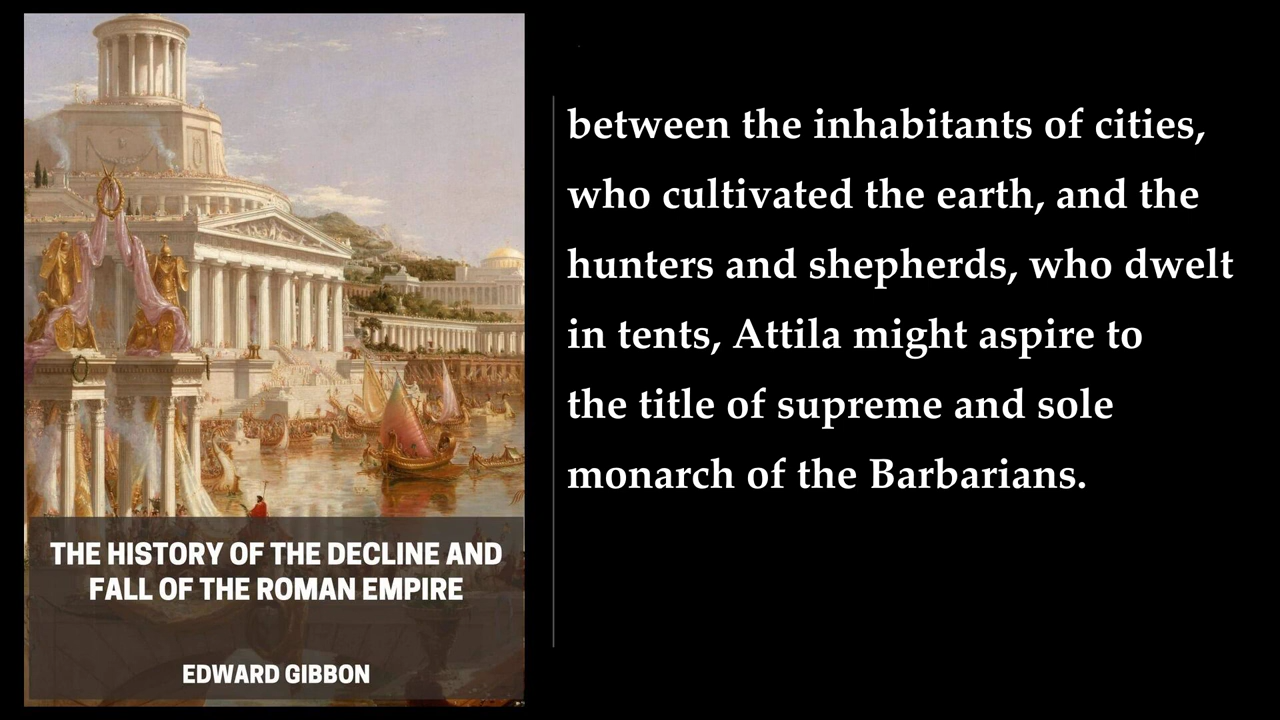 between the inhabitants of cities,
who cultivated the earth, and the
hunters and shepherds, who dwelt
in tents, Attila might aspire to
the title of supreme and sole
monarch of the Barbarians.
THE HISTORY OF THE DECLINE AND
FALL OF THE ROMAN EMPIRE
EDWARD GIBBON